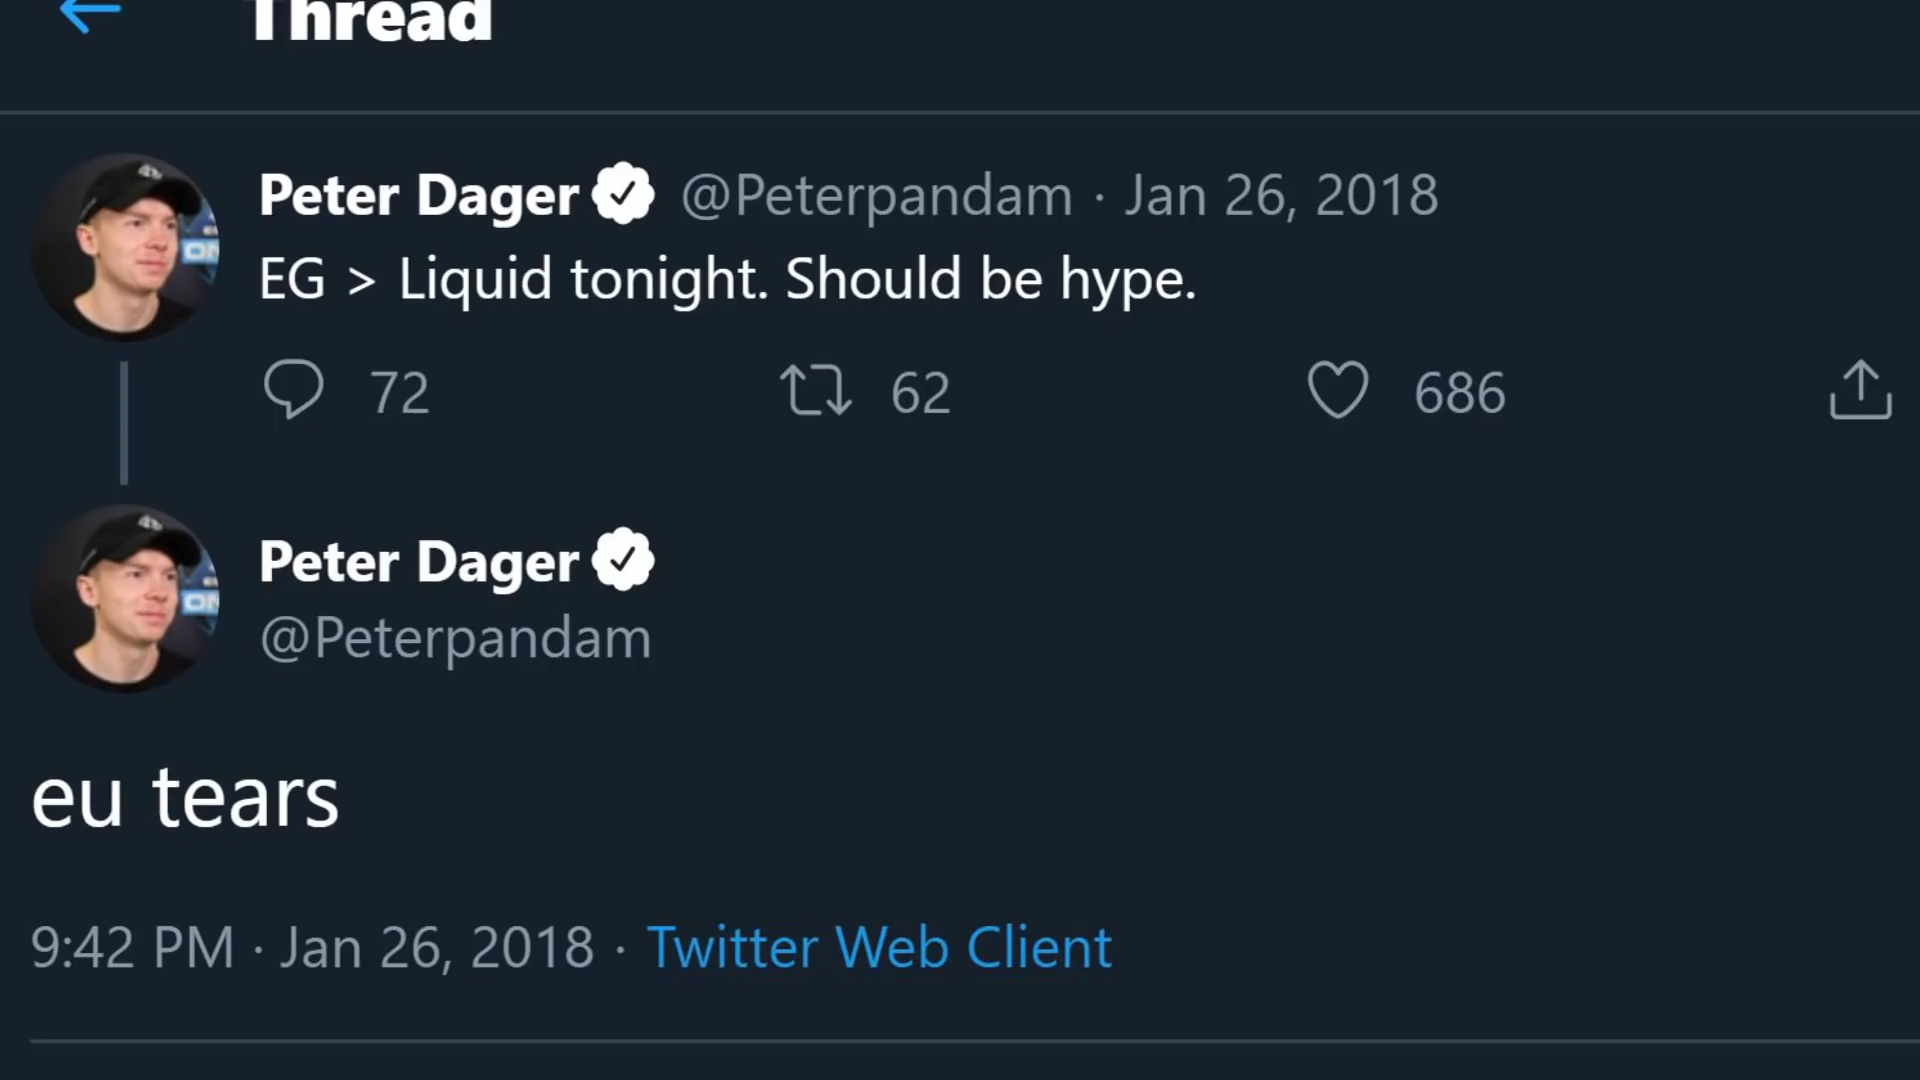 Thread
Peter Dager @Peterpandam · Jan 26, 2018
EG > Liquid tonight. Should be hype.
72 62 686
Peter Dager
@Peterpandam
eu tears
9:42 PM · Jan 26, 2018 · Twitter Web Client